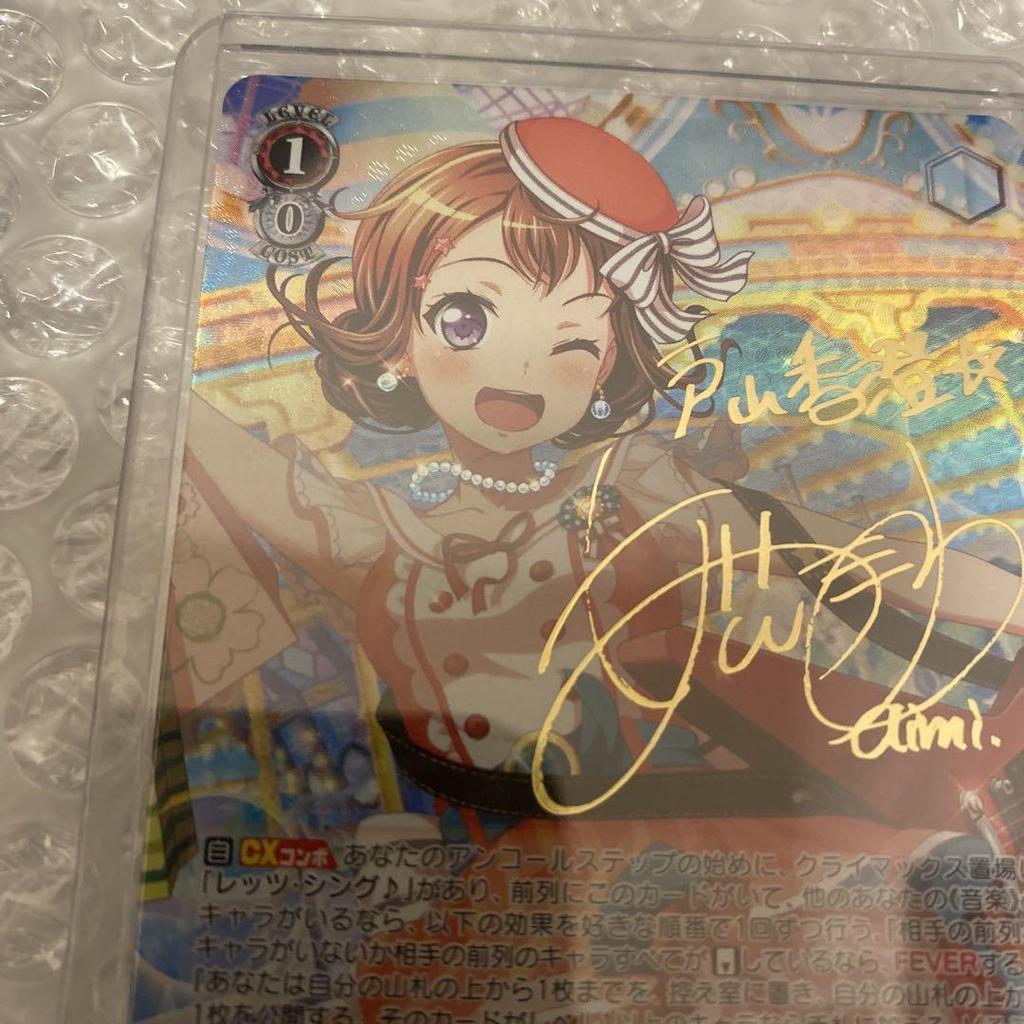 LEVEL
1
0
COST
戸山香澄役
aimi.
自 CXコンボ あなたのアンコールステップの始めに、クライマックス置場に
「レッツ・シング♪」があり、前列にこのカードがいて、他のあなたの《音楽》
キャラがいるなら、以下の効果を好きな順番で1回ずつ行う。「相手の前列
キャラがいないか相手の前列のキャラすべてが しているなら、FEVERする
「あなたは自分の山札の上から1枚までを、控え室に置き、自分の山札の上
1枚を公開する。そのカードがレベル